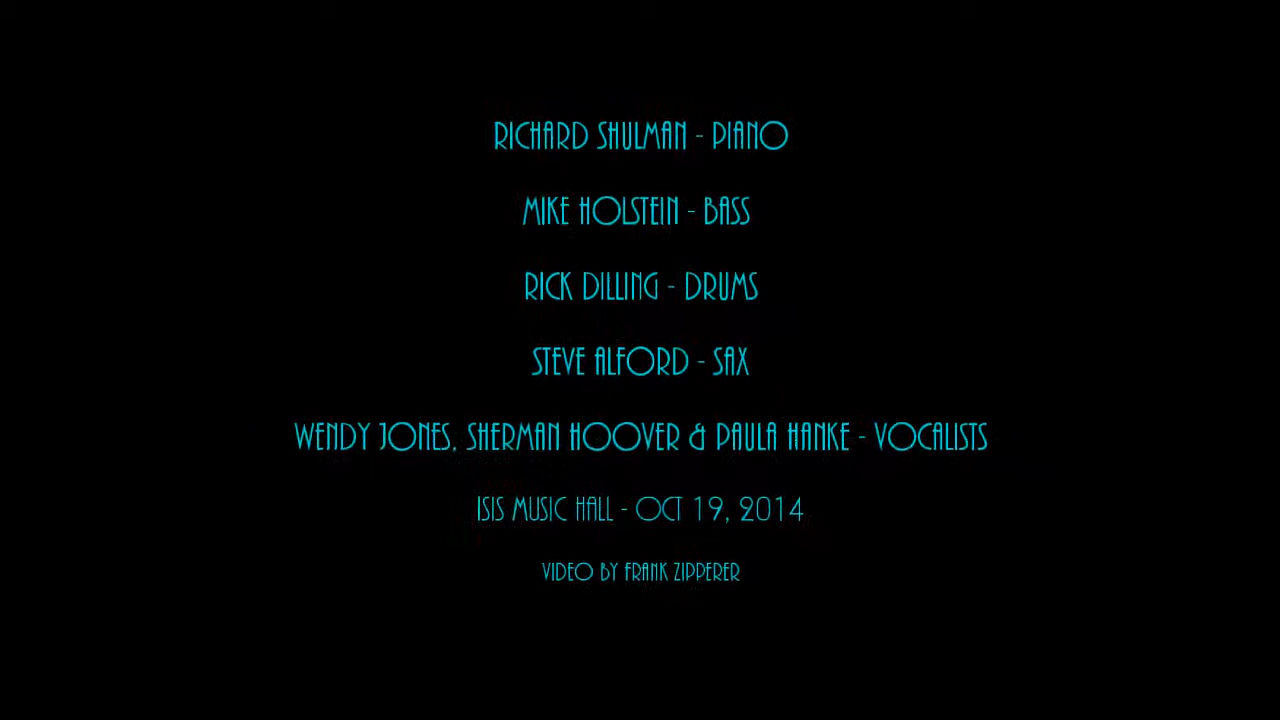 RICHARD SHULMAN - PIANO
MIKE HOLSTEIN - BASS
RICK DILLING - DRUMS
STEVE ALFORD - SAX
WENDY JONES, SHERMAN HOOVER & PAULA HANKE - VOCALISTS
ISIS MUSIC HALL - OCT 19, 2014
VIDEO BY FRANK ZIPPERER